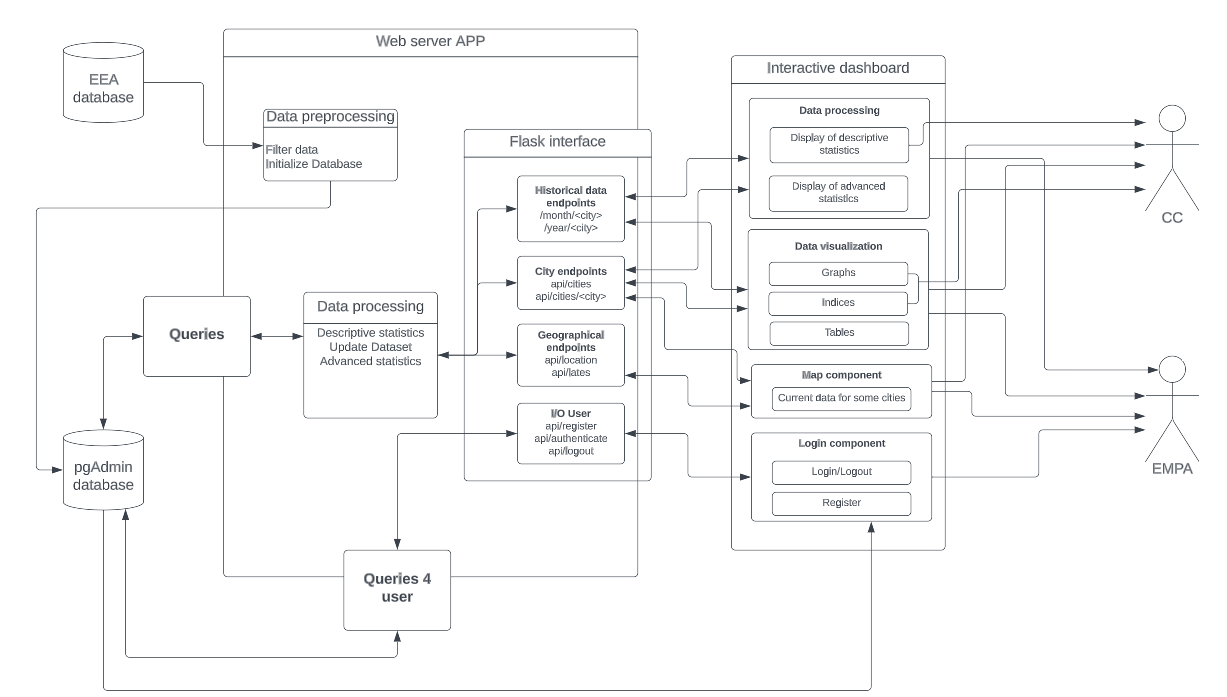 Web server APP
EEA
database
Data preprocessing
Filter data
Initialize Database
Flask interface
Historical data
endpoints
/month/<city>
/year/<city>
City endpoints
api/cities
api/cities/<city>
Geographical
endpoints
api/location
api/lates
I/O User
api/register
api/authenticate
api/logout
Queries
Data processing
Descriptive statistics
Update Dataset
Advanced statistics
pgAdmin
database
Queries 4
user
Interactive dashboard
Data processing
Display of descriptive
statistics
Display of advanced
statistics
Data visualization
Graphs
Indices
Tables
Map component
Current data for some cities
Login component
Login/Logout
Register
CC
EMPA